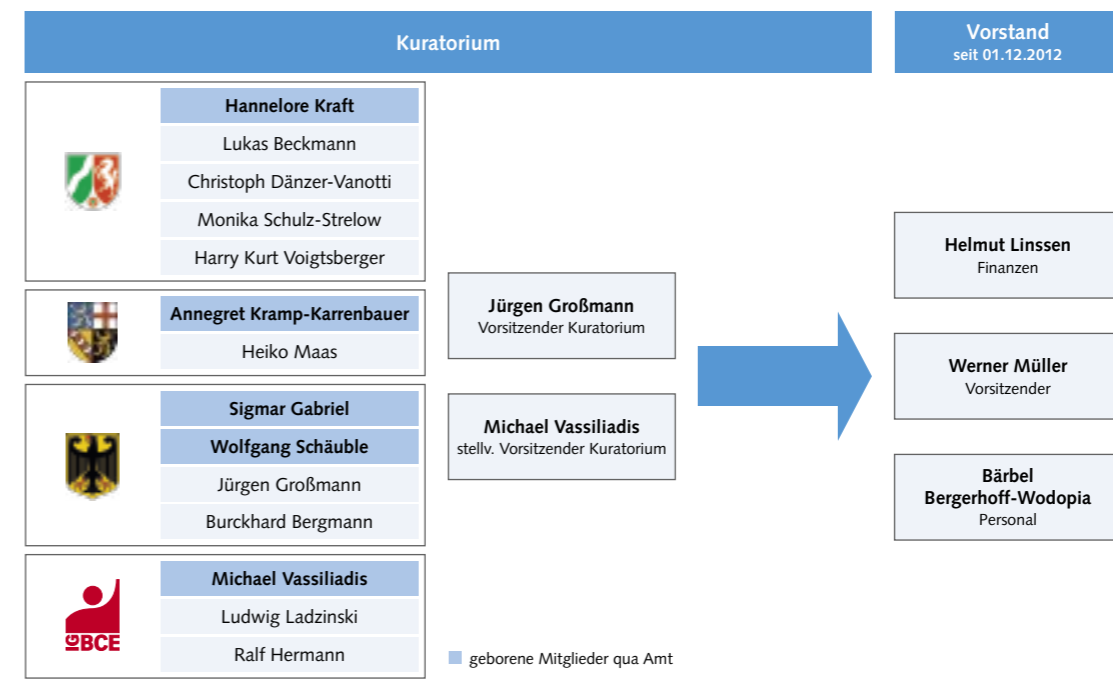 Kuratorium
Vorstand
seit 01.12.2012
Hannelore Kraft
Lukas Beckmann
Christoph Dänzer-Vanotti
Monika Schulz-Strelow
Harry Kurt Voigtsberger
Annegret Kramp-Karrenbauer
Heiko Maas
Sigmar Gabriel
Wolfgang Schäuble
Jürgen Großmann
Burckhard Bergmann
IGBCE
Michael Vassiliadis
Ludwig Ladzinski
Ralf Hermann
Jürgen Großmann
Vorsitzender Kuratorium
Michael Vassiliadis
stellv. Vorsitzender Kuratorium
geborene Mitglieder qua Amt
Helmut Linssen
Finanzen
Werner Müller
Vorsitzender
Bärbel
Bergerhoff-Wodopia
Personal